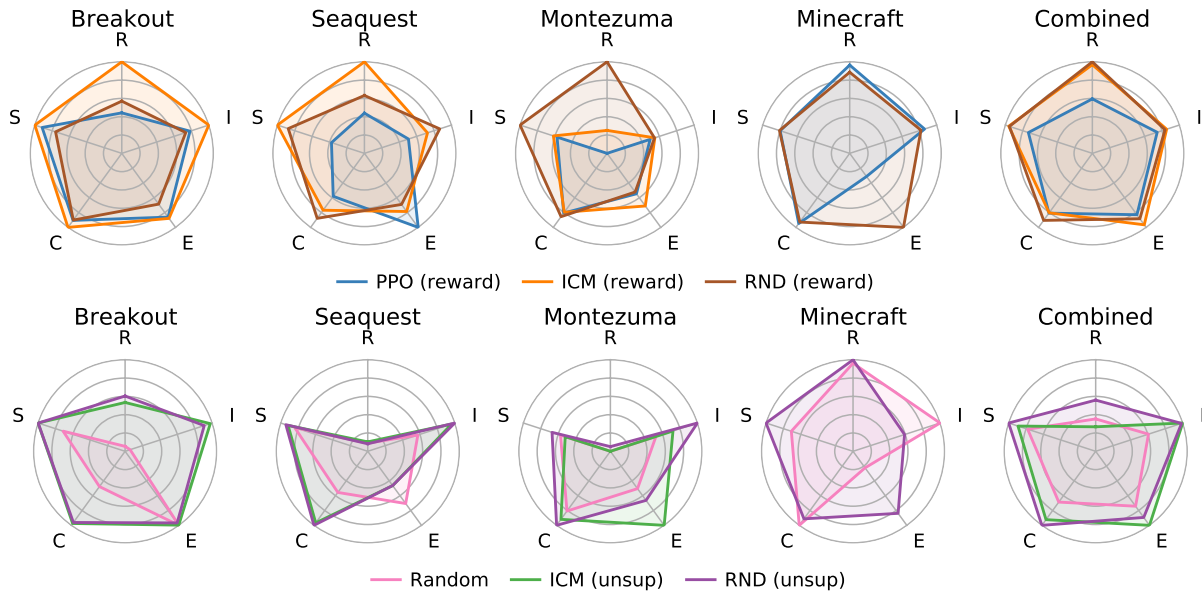 Breakout Seaquest Montezuma Minecraft Combined
R R R R R
S I S I S I S I S I
C E C E C E C E C E
PPO (reward) ICM (reward) RND (reward)
Breakout Seaquest Montezuma Minecraft Combined
R R R R R
S I S I S I S I S I
C E C E C E C E C E
Random ICM (unsup) RND (unsup)